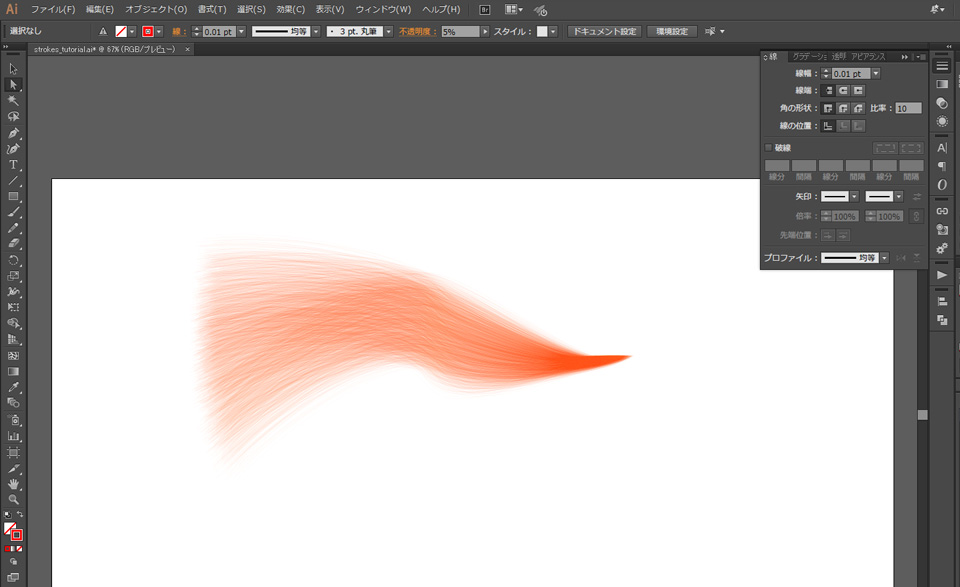 Ai ファイル(F) 編集(E) オブジェクト(O) 書式(T) 選択(S) 効果(C) 表示(V) ウィンドウ(W) ヘルプ(H) Br
選択なし 線： 0.01 pt 均等 3 pt. 丸筆 不透明度： 5% スタイル： ドキュメント設定 環境設定
strokes_tutorial.ai* @ 67% (RGB/プレビュー) ×
線 グラデーション 透明 アピアランス
線幅： 0.01 pt
線端：
角の形状： 比率： 10
線の位置：
破線
線分 間隔 線分 間隔 線分 間隔
矢印：
倍率： 100% 100%
先端位置：
プロファイル： 均等